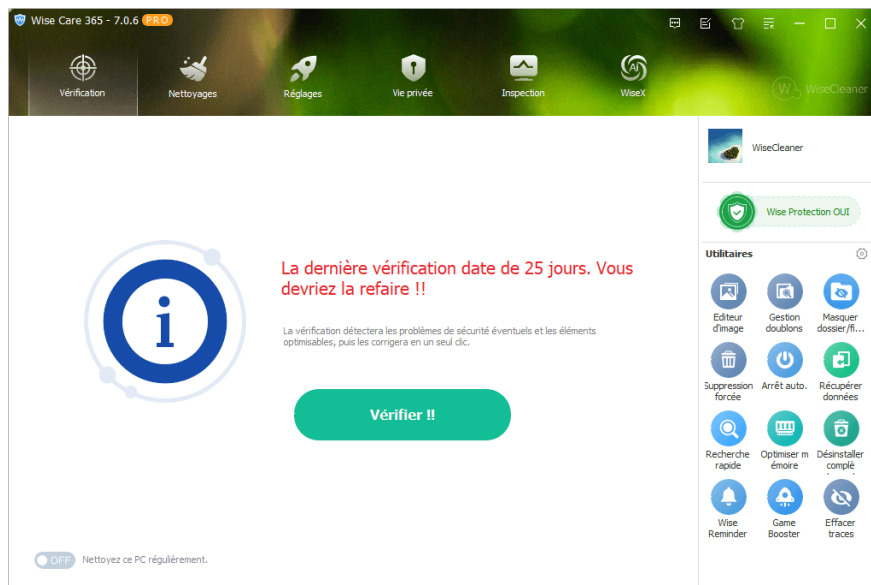 Wise Care 365 - 7.0.6 PRO
Vérification
Nettoyages
Réglages
Vie privée
Inspection
AI
WiseX
W WiseCleaner
WiseCleaner
Wise Protection OUI
Utilitaires
La dernière vérification date de 25 jours. Vous
devriez la refaire !!
La vérification détectera les problèmes de sécurité éventuels et les éléments
optimisables, puis les corrigera en un seul clic.
Vérifier !!
Editeur
d'image
Gestion
doublons
Masquer
dossier/fi...
Suppression
forcée
Arrêt auto.
Récupérer
données
Recherche
rapide
Optimiser m
émoire
Désinstaller
complè
Wise
Reminder
Game
Booster
Effacer
traces
OFF Nettoyez ce PC régulièrement.